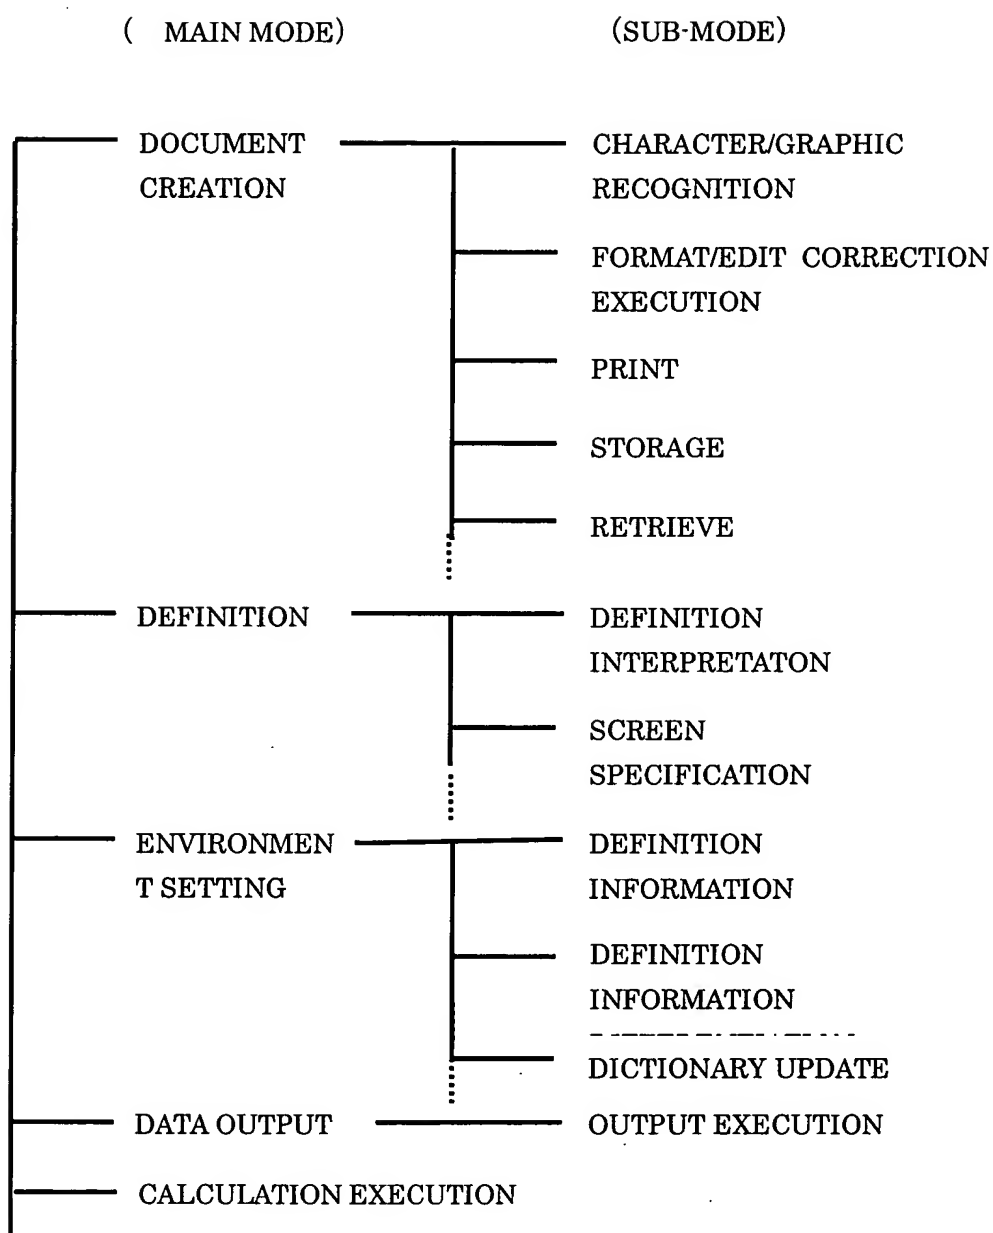 ( MAIN MODE)
(SUB-MODE)
DOCUMENT
CREATION
CHARACTER/GRAPHIC
RECOGNITION
FORMAT/EDIT CORRECTION
EXECUTION
PRINT
STORAGE
RETRIEVE
DEFINITION
DEFINITION
INTERPRETATON
SCREEN
SPECIFICATION
ENVIRONMEN
T SETTING
DEFINITION
INFORMATION
DEFINITION
INFORMATION
DICTIONARY UPDATE
DATA OUTPUT
OUTPUT EXECUTION
CALCULATION EXECUTION